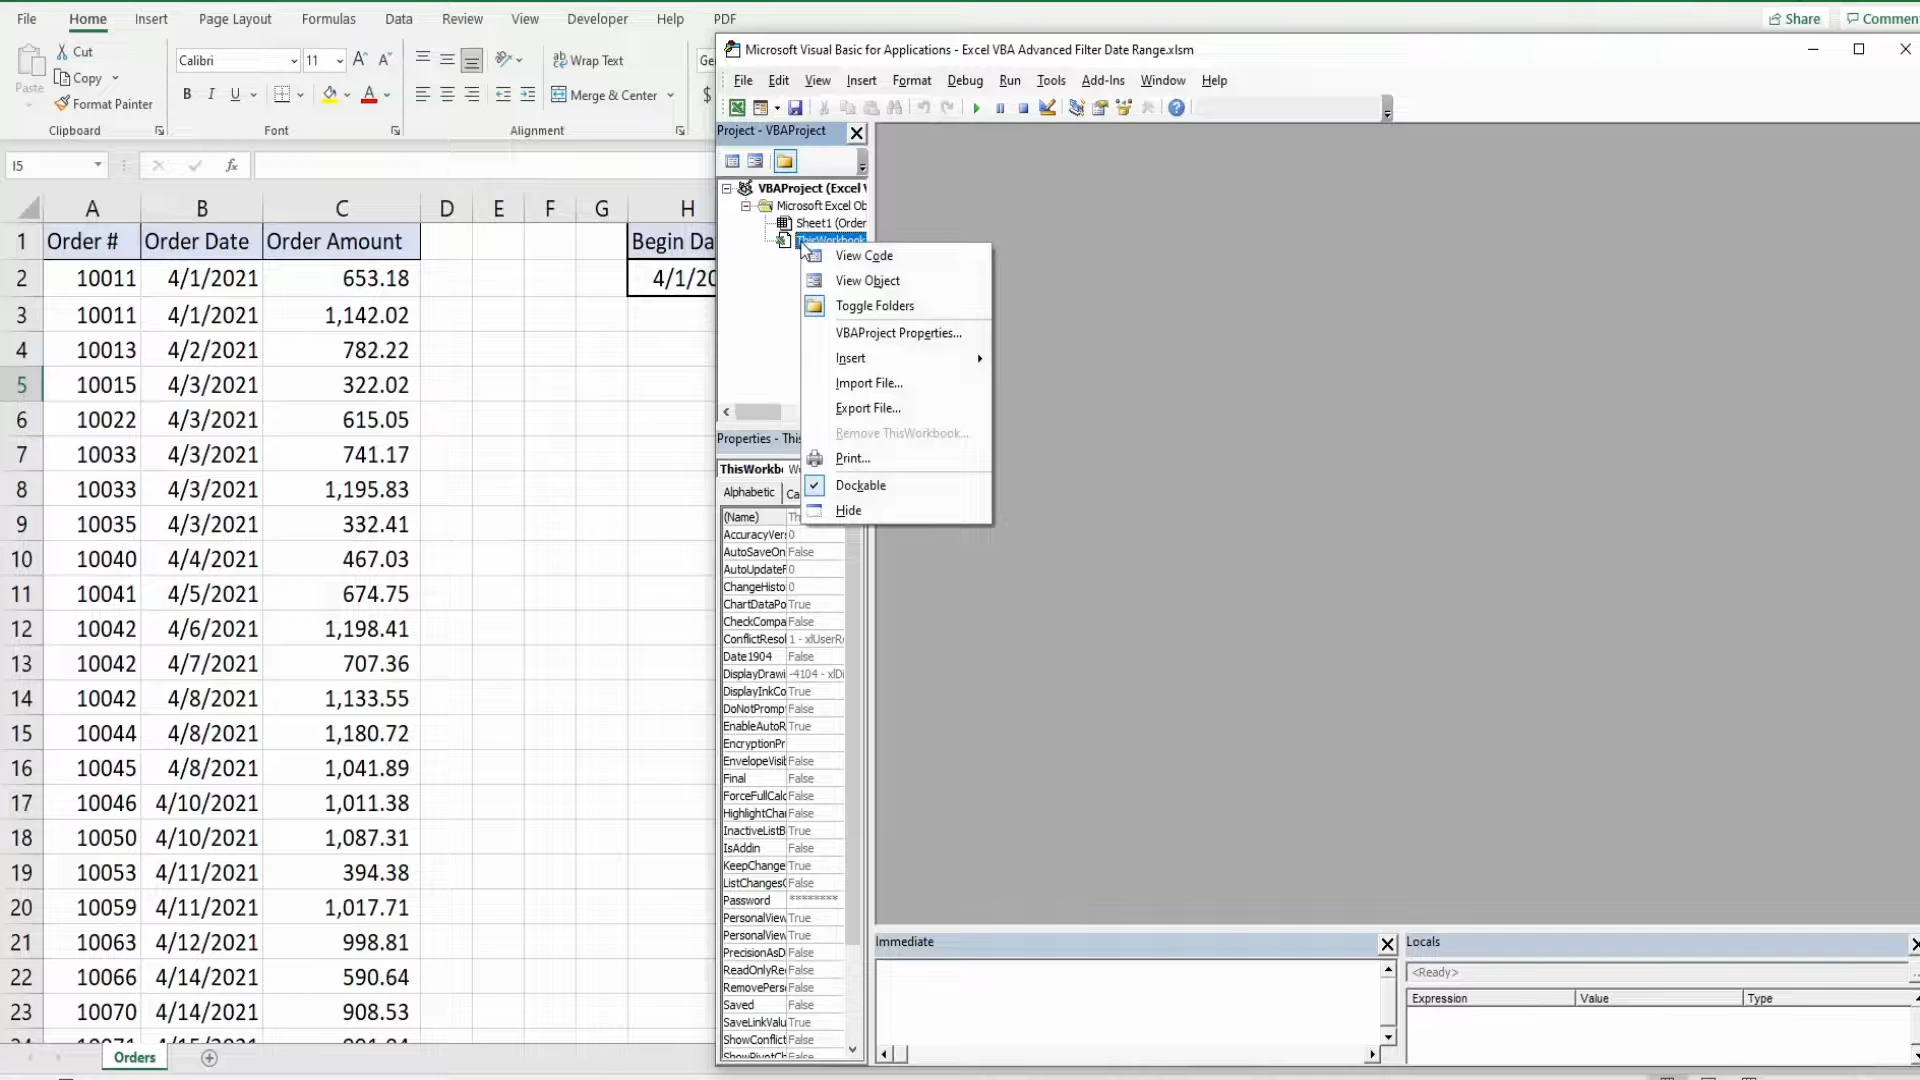 File Home Insert Page Layout Formulas Data Review View Developer Help PDF Share
Cut
Copy
Format Painter
Paste
Clipboard
Calibri 11
B I U
Font
Wrap Text
Merge & Center
Alignment
$
I5
fx
A B C D E F G H
1 Order # Order Date Order Amount
2 10011 4/1/2021 653.18
3 10011 4/1/2021 1,142.02
4 10013 4/2/2021 782.22
5 10015 4/3/2021 322.02
6 10022 4/3/2021 615.05
7 10033 4/3/2021 741.17
8 10033 4/3/2021 1,195.83
9 10035 4/3/2021 332.41
10 10040 4/4/2021 467.03
11 10041 4/5/2021 674.75
12 10042 4/6/2021 1,198.41
13 10042 4/7/2021 707.36
14 10042 4/8/2021 1,133.55
15 10044 4/8/2021 1,180.72
16 10045 4/8/2021 1,041.89
17 10046 4/10/2021 1,011.38
18 10050 4/10/2021 1,087.31
19 10053 4/11/2021 394.38
20 10059 4/11/2021 1,017.71
21 10063 4/12/2021 998.81
22 10066 4/14/2021 590.64
23 10070 4/14/2021 908.53
Begin Da
4/1/20
Orders
Microsoft Visual Basic for Applications - Excel VBA Advanced Filter Date Range.xlsm
File Edit View Insert Format Debug Run Tools Add-Ins Window Help
Project - VBAProject
VBAProject (Excel V
Microsoft Excel Ob
Sheet1 (Order
ThisWorkbook
View Code
View Object
Toggle Folders
VBAProject Properties...
Insert
Import File...
Export File...
Remove ThisWorkbook...
Print...
Dockable
Hide
Properties - This
ThisWorkb
Alphabetic Ca
(Name) Th
AccuracyVers 0
AutoSaveOn False
AutoUpdateF 0
ChangeHisto 0
ChartDataPo True
CheckCompa False
ConflictResol 1 - xlUserRe
Date1904 False
DisplayDrawi -4104 - xlDi
DisplayInkCo True
DoNotPromp False
EnableAutoR True
EncryptionPr
EnvelopeVisi False
Final False
ForceFullCalc False
HighlightCha False
InactiveListB True
IsAddin False
KeepChange True
ListChangesO False
Password ********
PersonalView True
PersonalView True
PrecisionAsD False
ReadOnlyRec False
RemovePers False
Saved False
SaveLinkValu True
ShowConflict False
Immediate
Locals
<Ready>
Expression Value Type